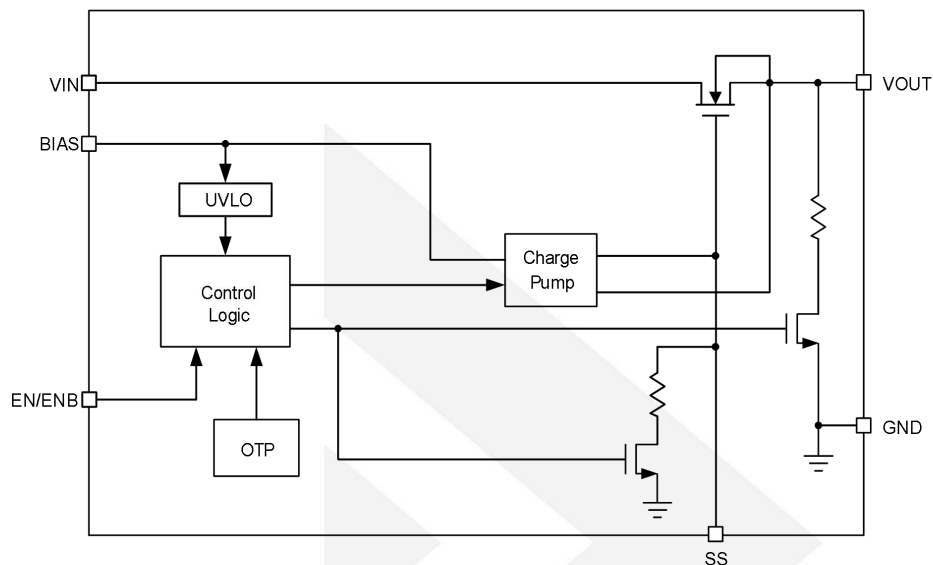 VIN
VOUT
BIAS
UVLO
Charge
Pump
Control
Logic
EN/ENB
OTP
GND
SS